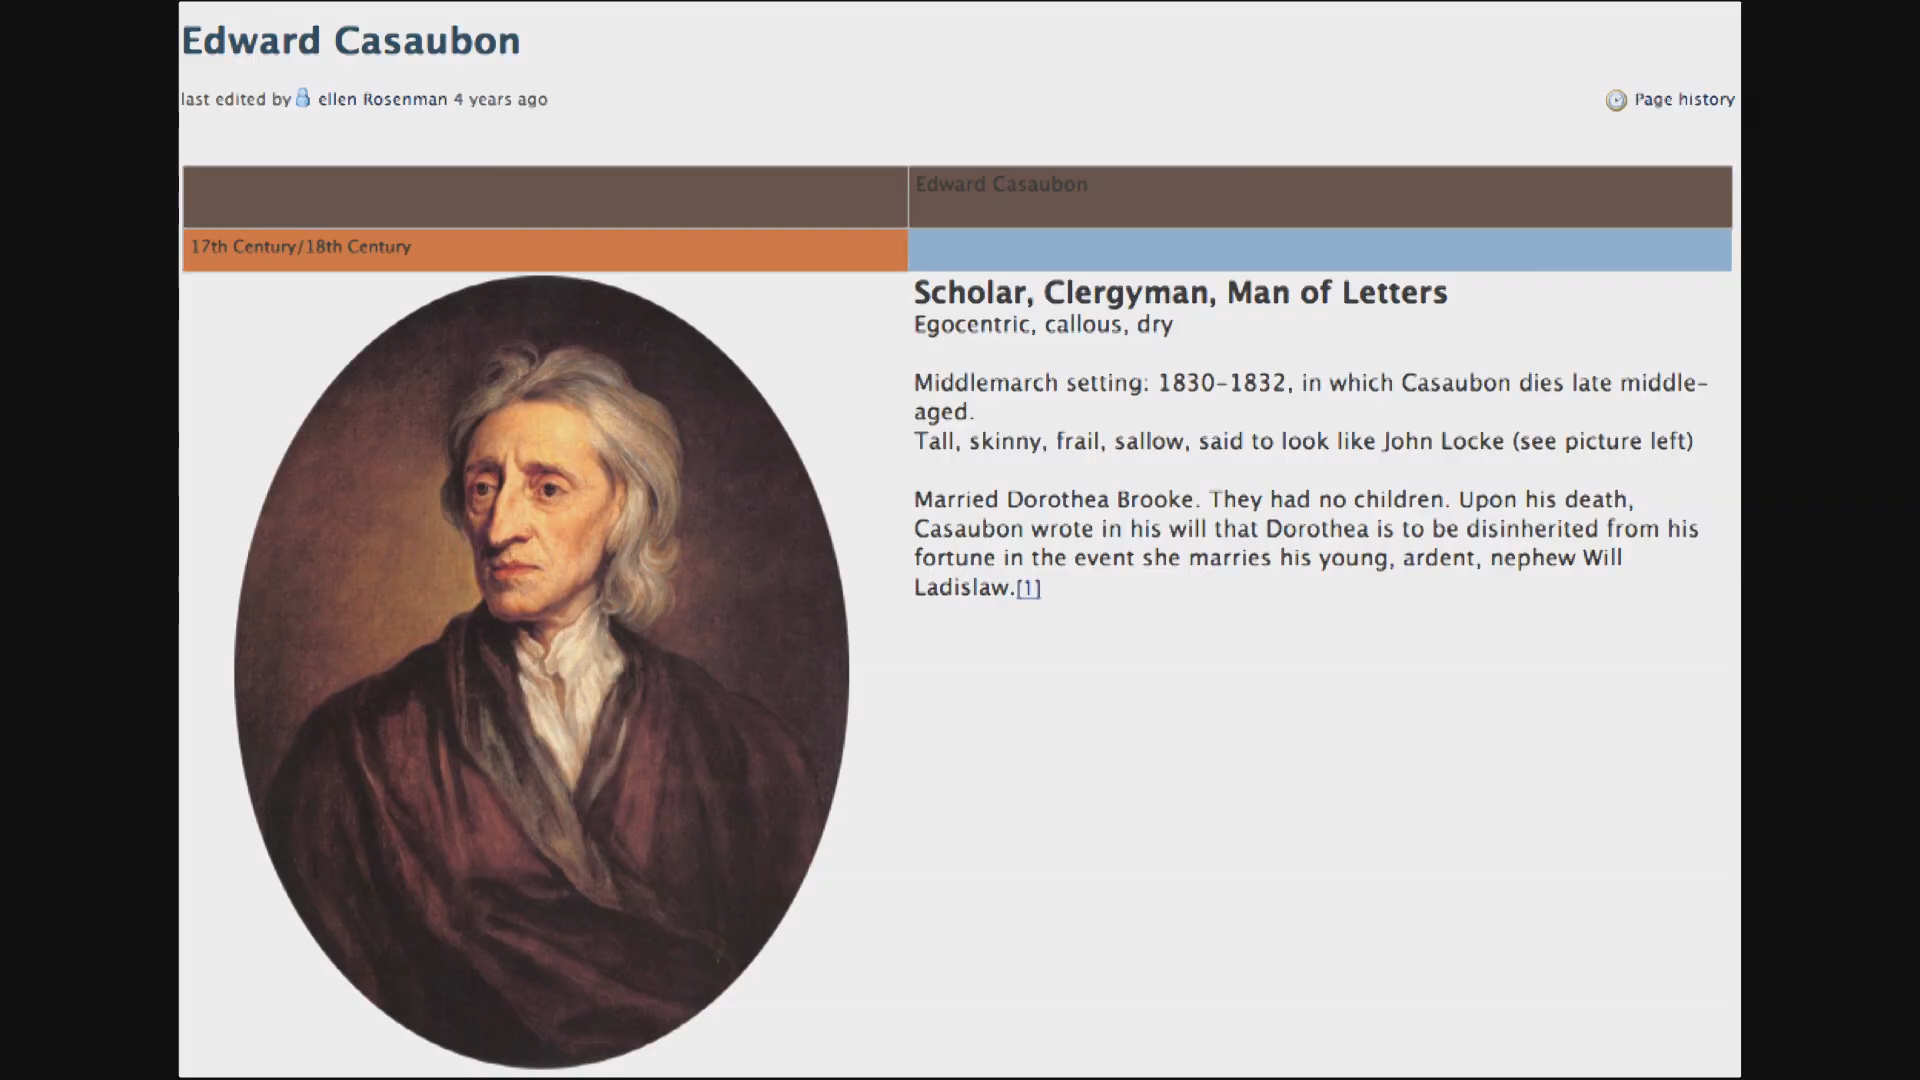 Edward Casaubon
last edited by ellen Rosenman 4 years ago
Page history
Edward Casaubon
17th Century/18th Century
Scholar, Clergyman, Man of Letters
Egocentric, callous, dry
Middlemarch setting: 1830-1832, in which Casaubon dies late middle-
aged.
Tall, skinny, frail, sallow, said to look like John Locke (see picture left)
Married Dorothea Brooke. They had no children. Upon his death,
Casaubon wrote in his will that Dorothea is to be disinherited from his
fortune in the event she marries his young, ardent, nephew Will
Ladislaw.[1]